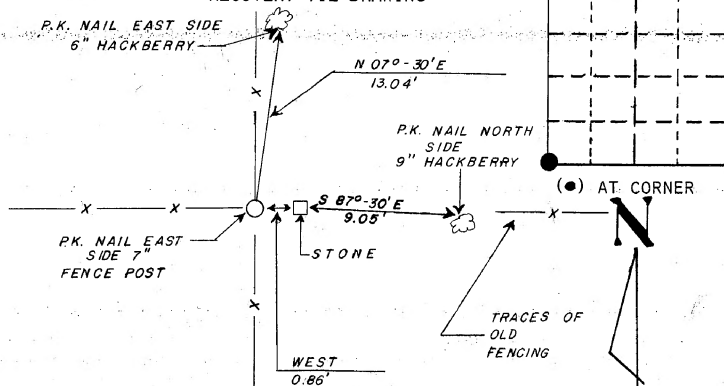 P.K. NAIL EAST SIDE
6" HACKBERRY
N 07°-30'E
13.04'
P.K. NAIL NORTH
SIDE
9" HACKBERRY
(●) AT CORNER
S 87°-30'E
9.05'
N
P.K. NAIL EAST
SIDE 7"
FENCE POST
STONE
TRACES OF
OLD
FENCING
WEST
0.86'